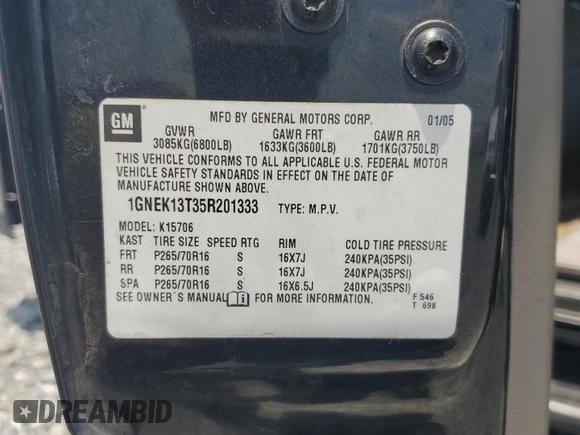 GM
MFD BY GENERAL MOTORS CORP. 01/05
GVWR GAWR FRT GAWR RR
3085KG(6800LB) 1633KG(3600LB) 1701KG(3750LB)
THIS VEHICLE CONFORMS TO ALL APPLICABLE U.S. FEDERAL MOTOR
VEHICLE SAFETY STANDARDS IN EFFECT ON THE DATE OF
MANUFACTURE SHOWN ABOVE.
1GNEK13T35R201333 TYPE: M.P.V.
MODEL: K15706
KAST TIRE SIZE SPEED RTG RIM COLD TIRE PRESSURE
FRT P265/70R16 S 16X7J 240KPA(35PSI)
RR P265/70R16 S 16X7J 240KPA(35PSI)
SPA P265/70R16 S 16X6.5J 240KPA(35PSI)
SEE OWNER'S MANUAL FOR MORE INFORMATION. F 546
T 698
DREAMBID